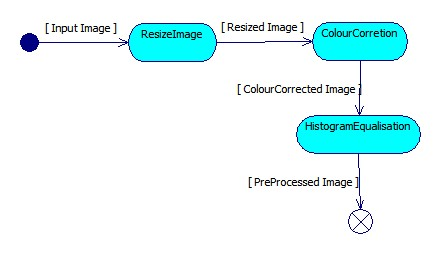 [ Input Image ]
ResizeImage
[ Resized Image ]
ColourCorretion
[ ColourCorrected Image ]
HistogramEqualisation
[ PreProcessed Image ]